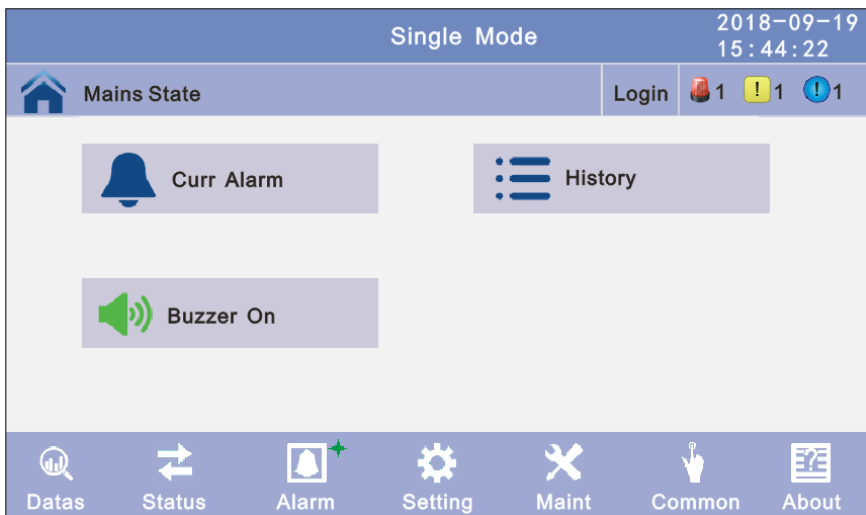 Single Mode
2018-09-19
15:44:22
Mains State
Login
1
! 1
! 1
Curr Alarm
History
Buzzer On
Datas
Status
Alarm
Setting
Maint
Common
?
About